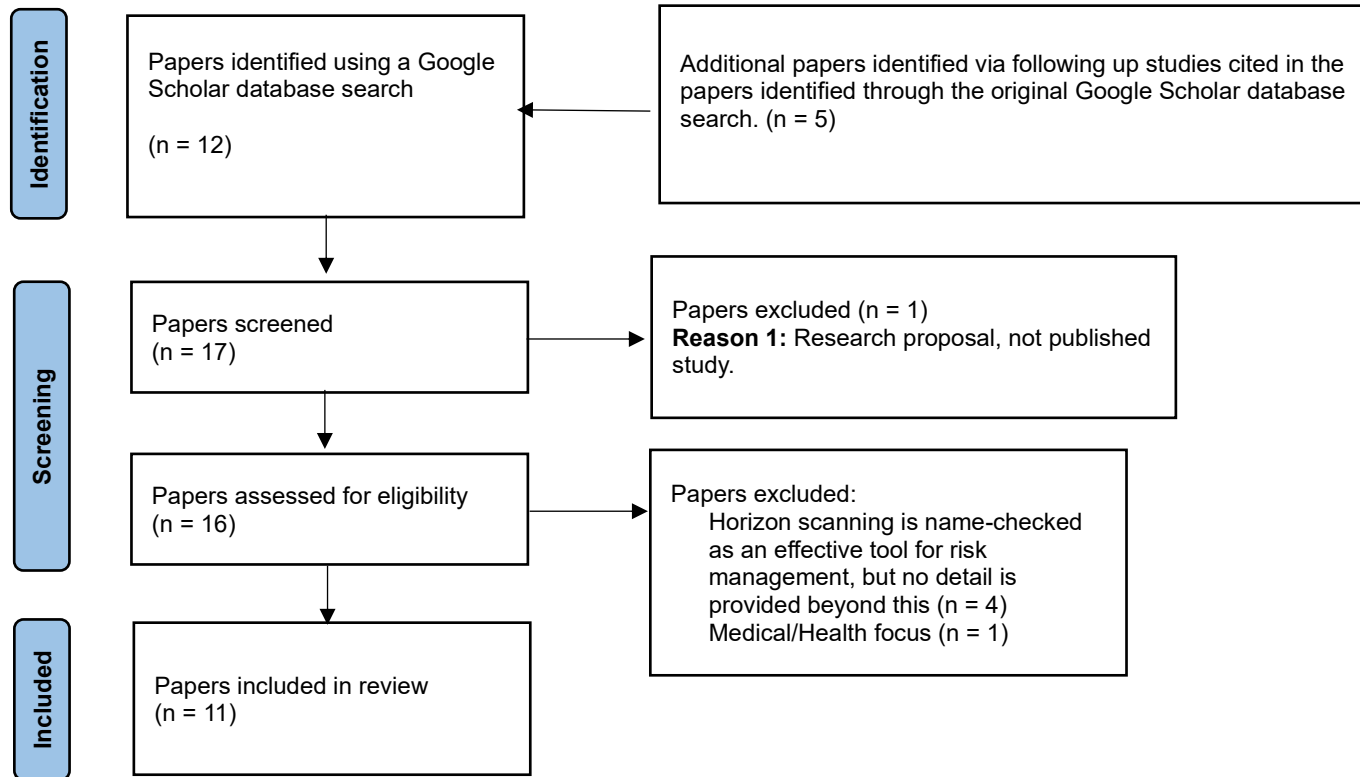 Identification
Papers identified using a Google
Scholar database search
(n = 12)
Additional papers identified via following up studies cited in the
papers identified through the original Google Scholar database
search. (n = 5)
Screening
Papers screened
(n = 17)
Papers excluded (n = 1)
Reason 1: Research proposal, not published
study.
Papers assessed for eligibility
(n = 16)
Papers excluded:
Horizon scanning is name-checked
as an effective tool for risk
management, but no detail is
provided beyond this (n = 4)
Medical/Health focus (n = 1)
Included
Papers included in review
(n = 11)